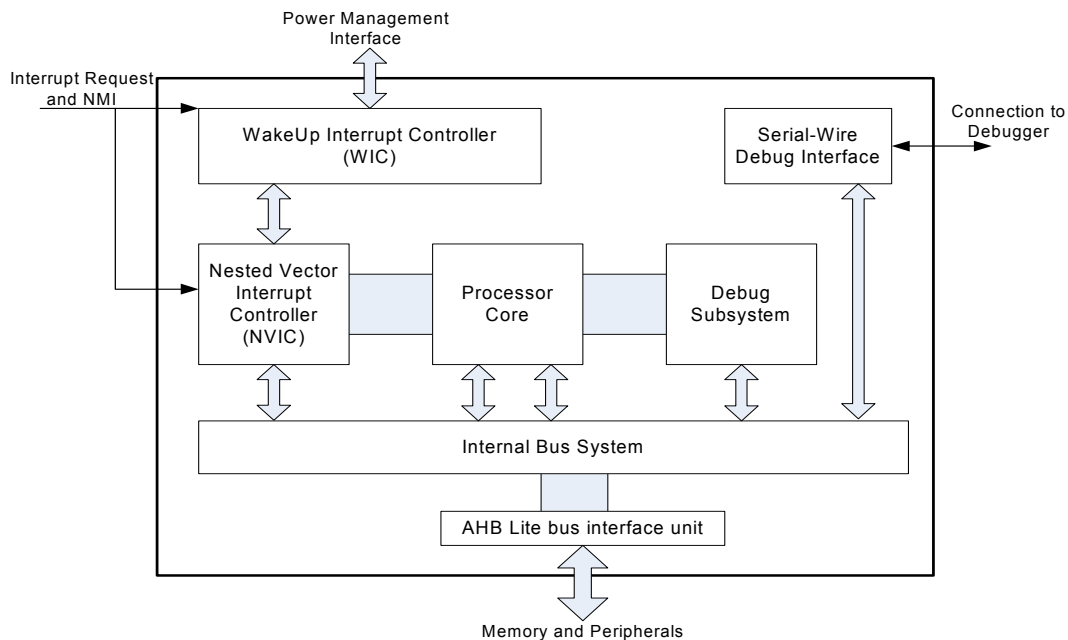 Power Management
Interface
Interrupt Request
and NMI
WakeUp Interrupt Controller
(WIC)
Serial-Wire
Debug Interface
Connection to
Debugger
Nested Vector
Interrupt
Controller
(NVIC)
Processor
Core
Debug
Subsystem
Internal Bus System
AHB Lite bus interface unit
Memory and Peripherals